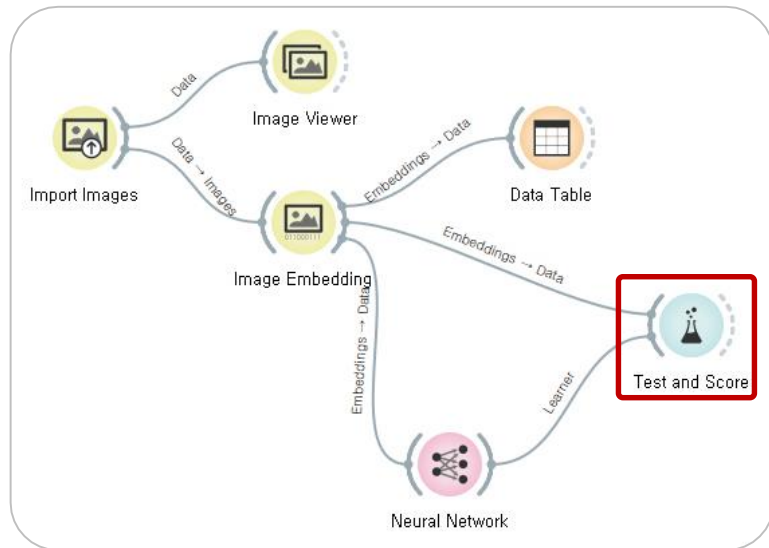 Data
Image Viewer
Import Images
Data → Images
Embeddings → Data
Data Table
011000111
Image Embedding
Embeddings → Data
Embeddings → Data
Test and Score
Learner
Neural Network